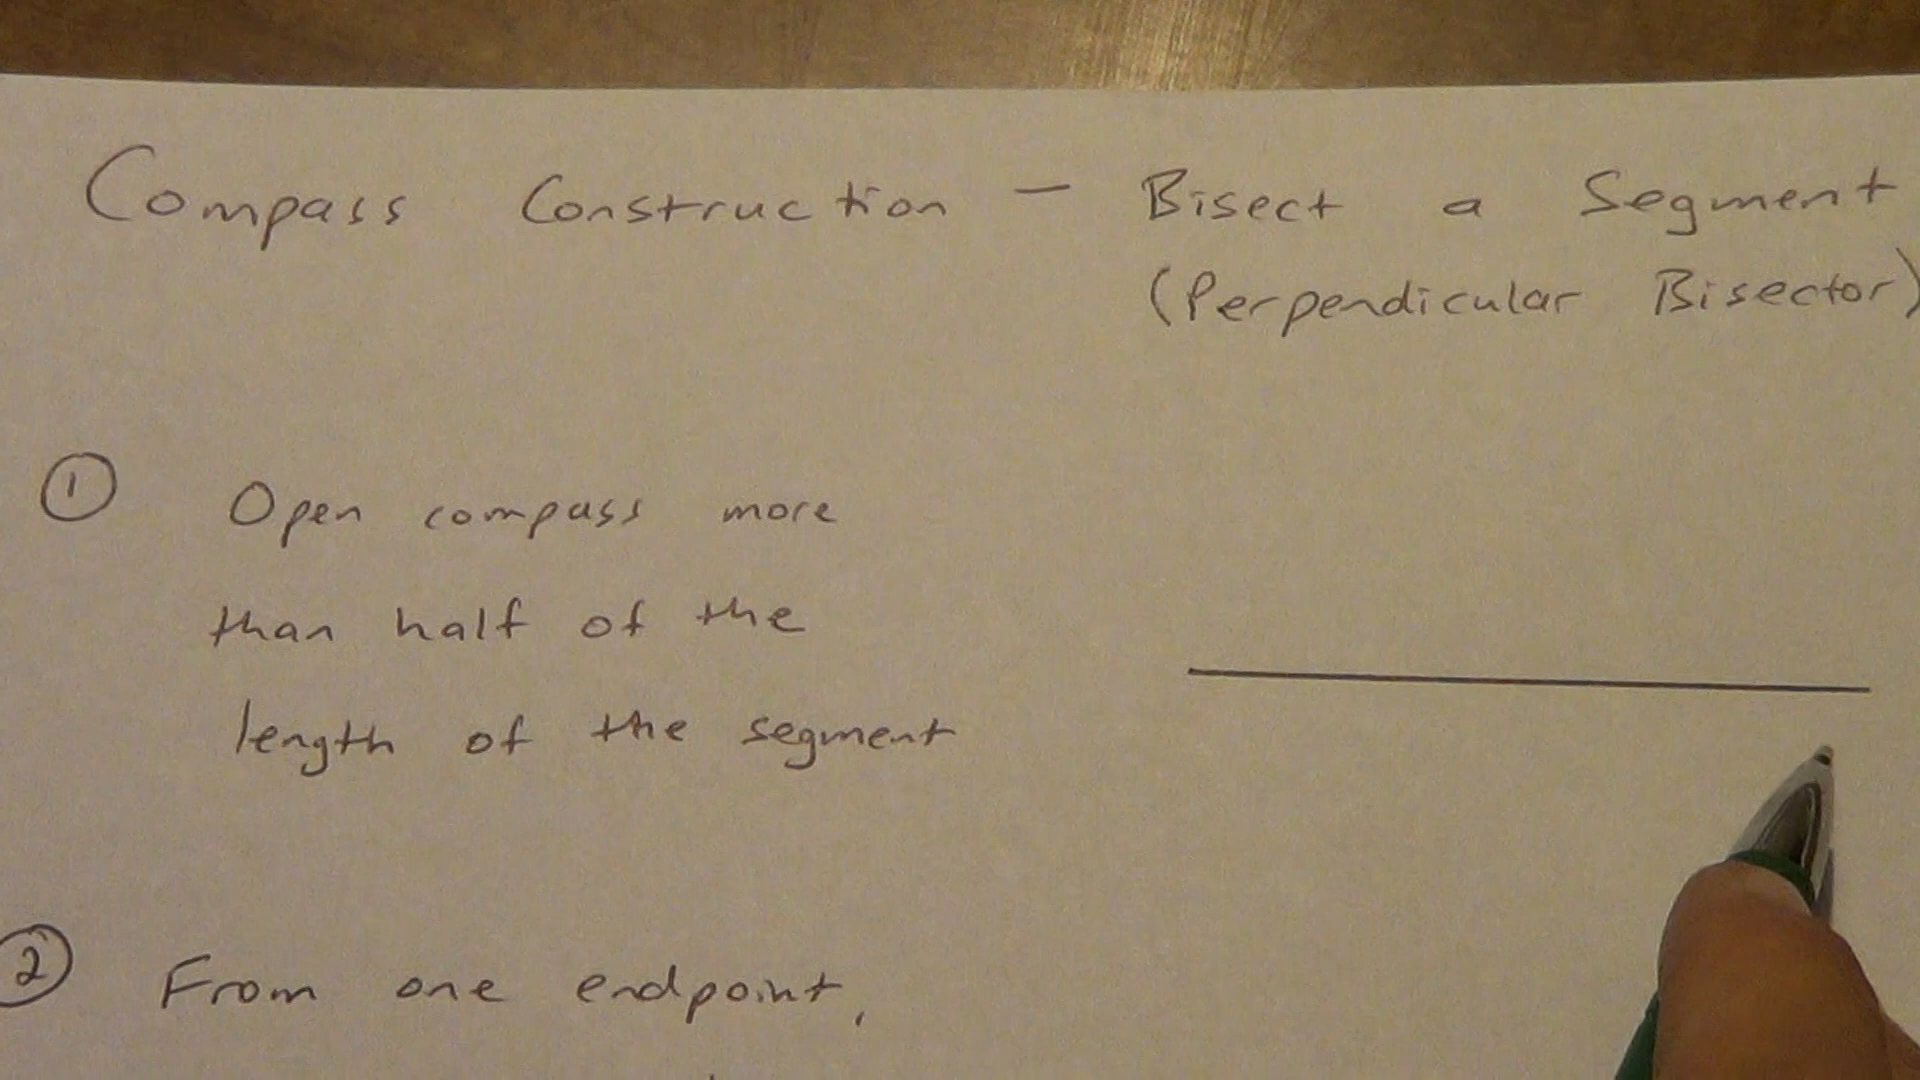 Compass Construction - Bisect a Segment
(Perpendicular Bisector)
① Open compass more
than half of the
length of the segment
② From one endpoint,